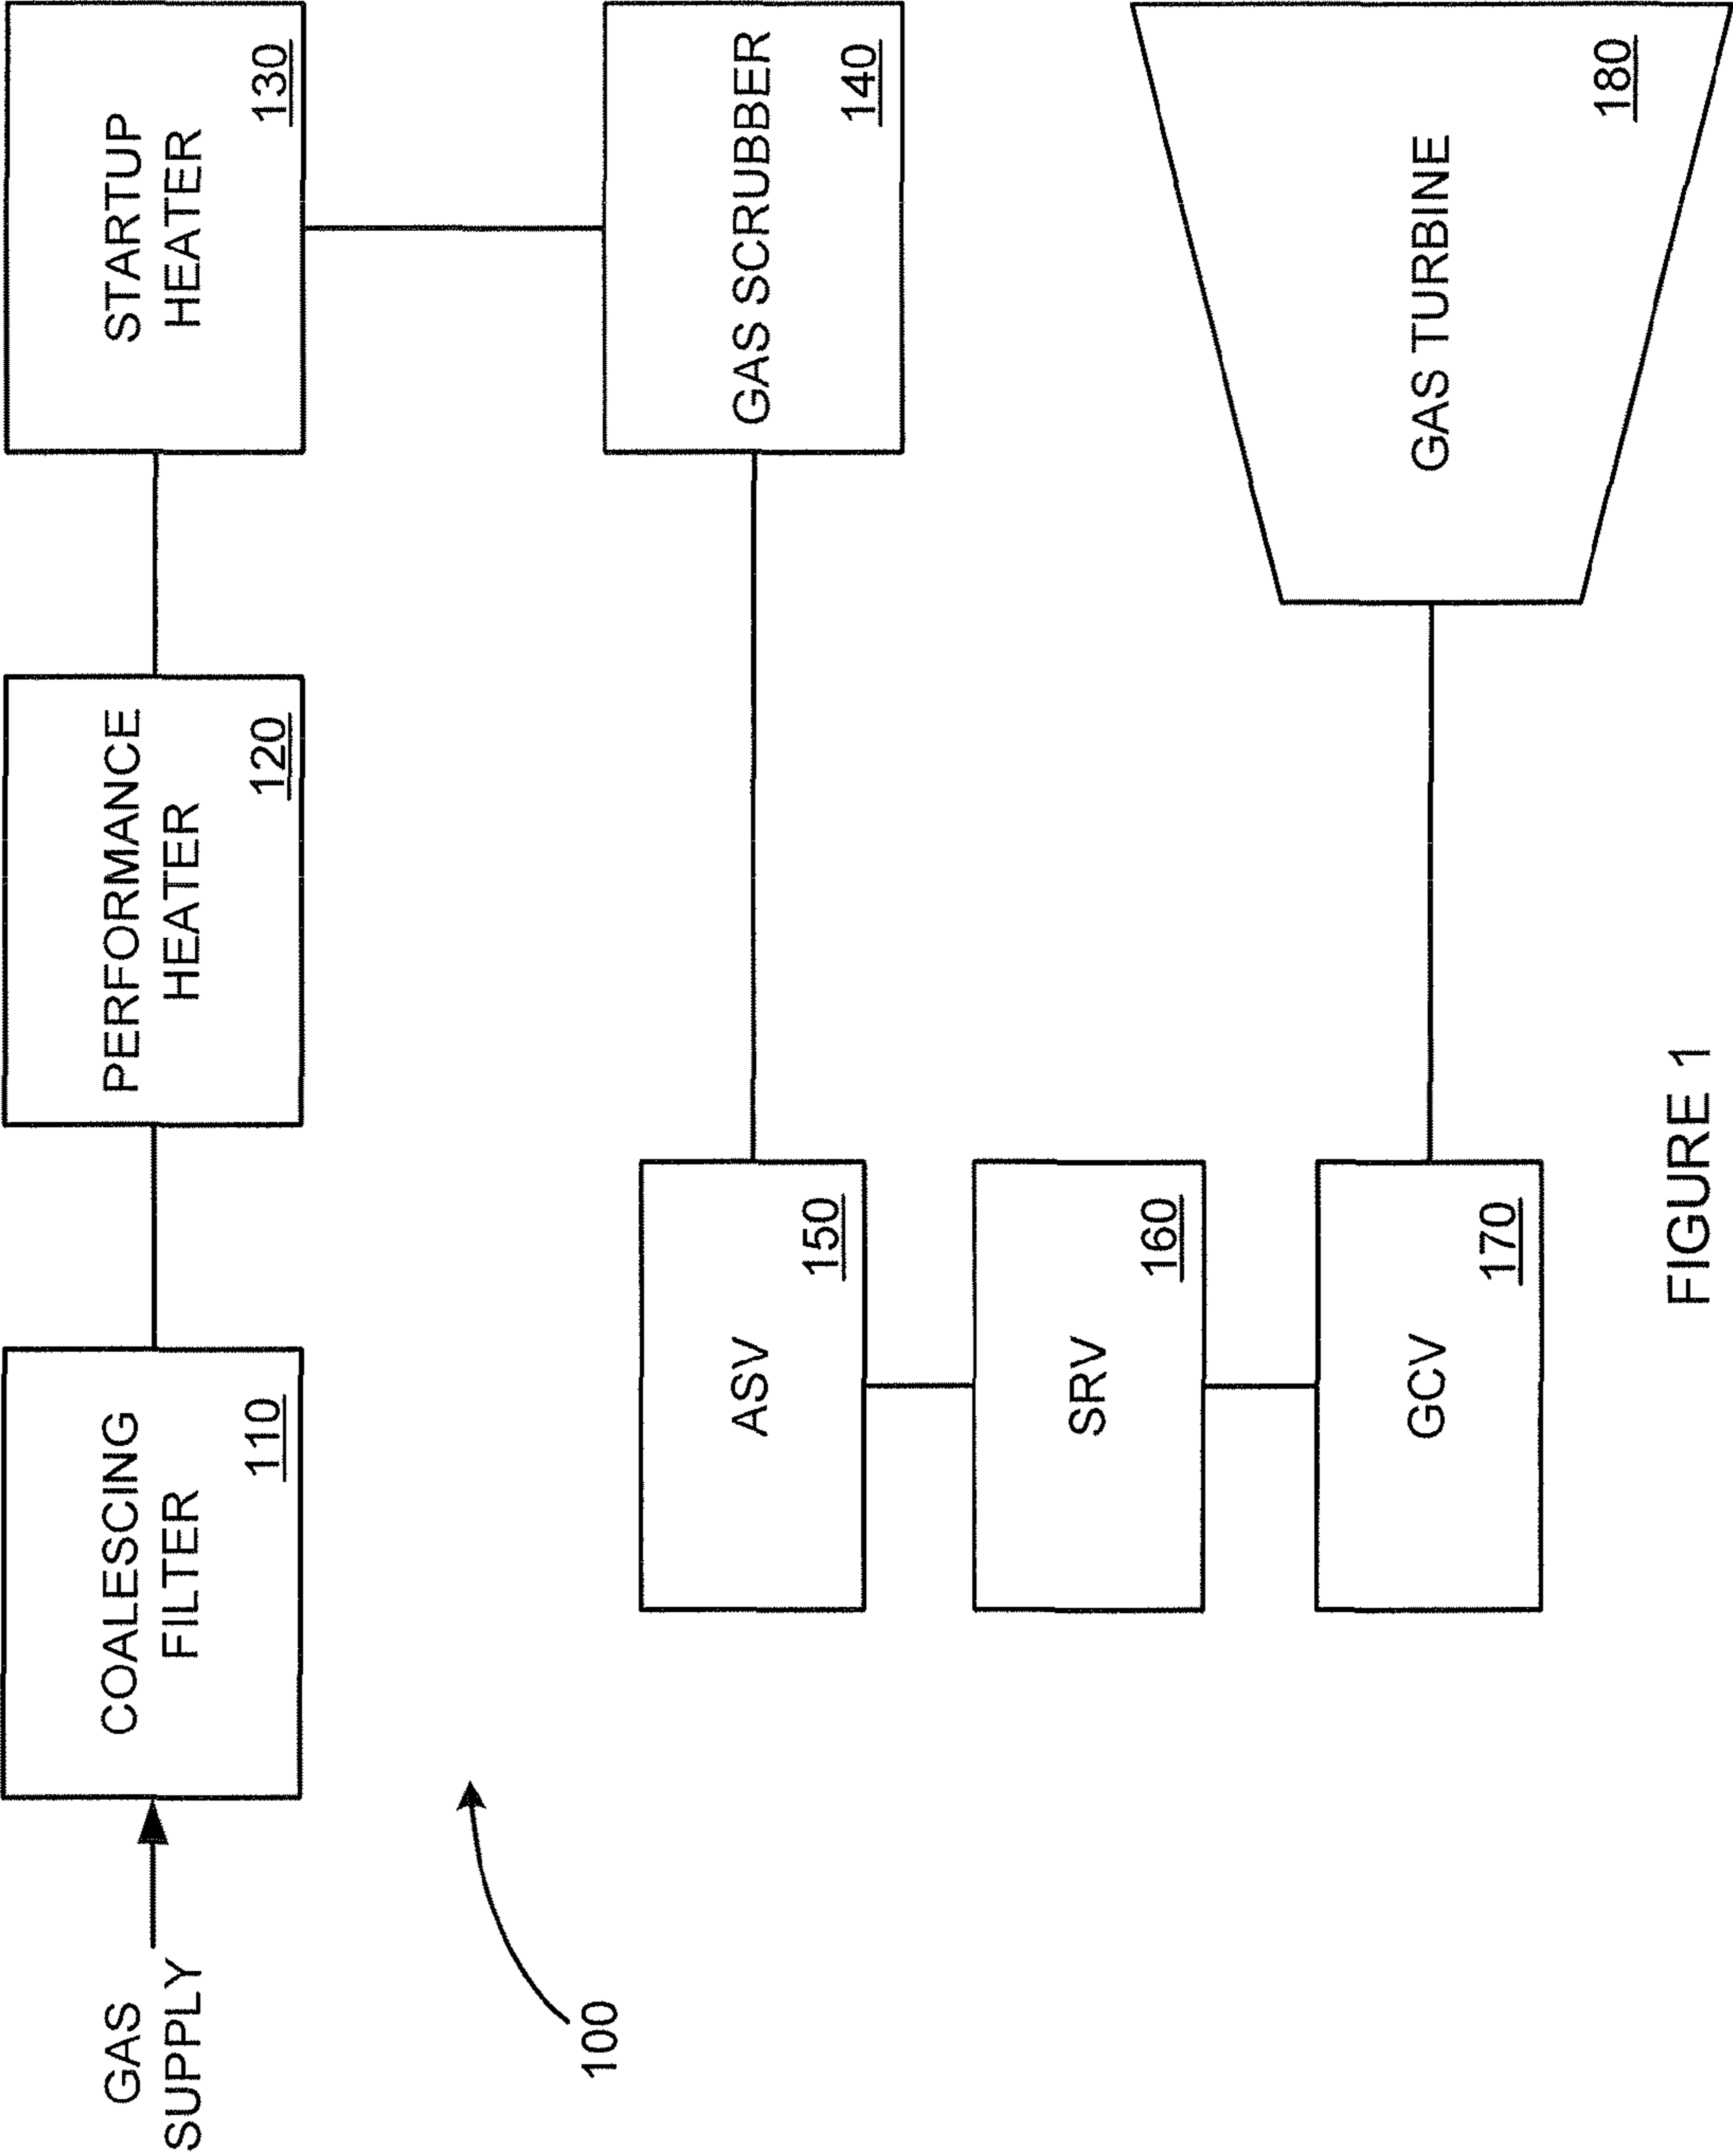 GAS
SUPPLY
COALESCING
FILTER
110
PERFORMANCE
HEATER
120
STARTUP
HEATER
130
100
GAS SCRUBBER
140
ASV
150
SRV
160
GCV
170
GAS TURBINE
180
FIGURE 1